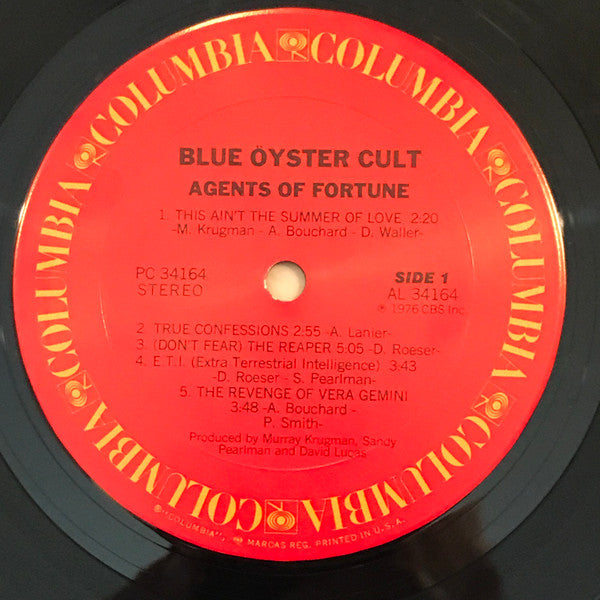 COLUMBIA COLUMBIA COLUMBIA COLUMBIA COLUMBIA COLUMBIA
BLUE ÖYSTER CULT
AGENTS OF FORTUNE
1. THIS AIN'T THE SUMMER OF LOVE 2:20
-M. Krugman - A. Bouchard - D. Waller-
PC 34164
STEREO
SIDE 1
AL 34164
℗ 1976 CBS Inc.
2. TRUE CONFESSIONS 2:55 -A. Lanier-
3. (DON'T FEAR) THE REAPER 5:05 -D. Roeser-
4. E.T.I. (Extra Terrestrial Intelligence) 3:43
-D. Roeser - S. Pearlman-
5. THE REVENGE OF VERA GEMINI
3:48 -A. Bouchard -
P. Smith-
Produced by Murray Krugman, Sandy
Pearlman and David Lucas
"COLUMBIA", MARCAS REG. PRINTED IN U.S.A.